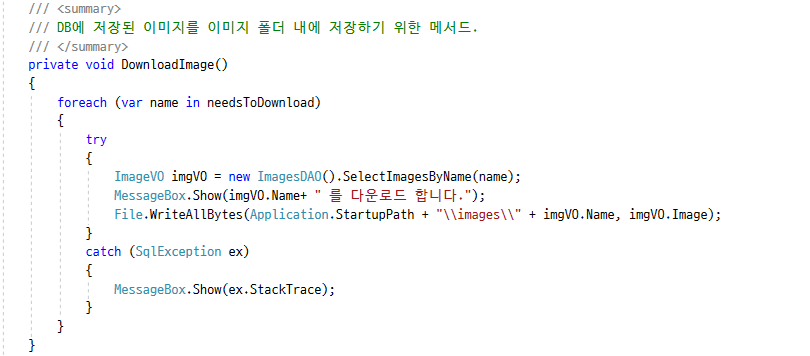 /// <summary>
/// DB에 저장된 이미지를 이미지 폴더 내에 저장하기 위한 메서드.
/// </summary>
private void DownloadImage()
{
    foreach (var name in needsToDownload)
    {
        try
        {
            ImageVO imgVO = new ImagesDAO().SelectImagesByName(name);
            MessageBox.Show(imgVO.Name+ " 를 다운로드 합니다.");
            File.WriteAllBytes(Application.StartupPath + "\\images\\" + imgVO.Name, imgVO.Image);
        }
        catch (SqlException ex)
        {
            MessageBox.Show(ex.StackTrace);
        }
    }
}